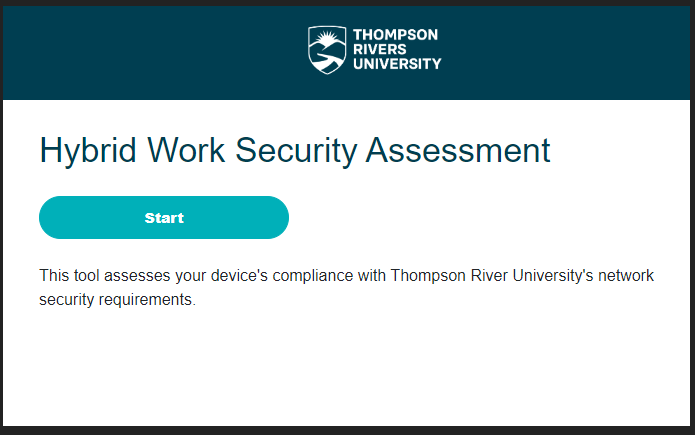 THOMPSON
RIVERS
UNIVERSITY
Hybrid Work Security Assessment
Start
This tool assesses your device's compliance with Thompson River University's network
security requirements.